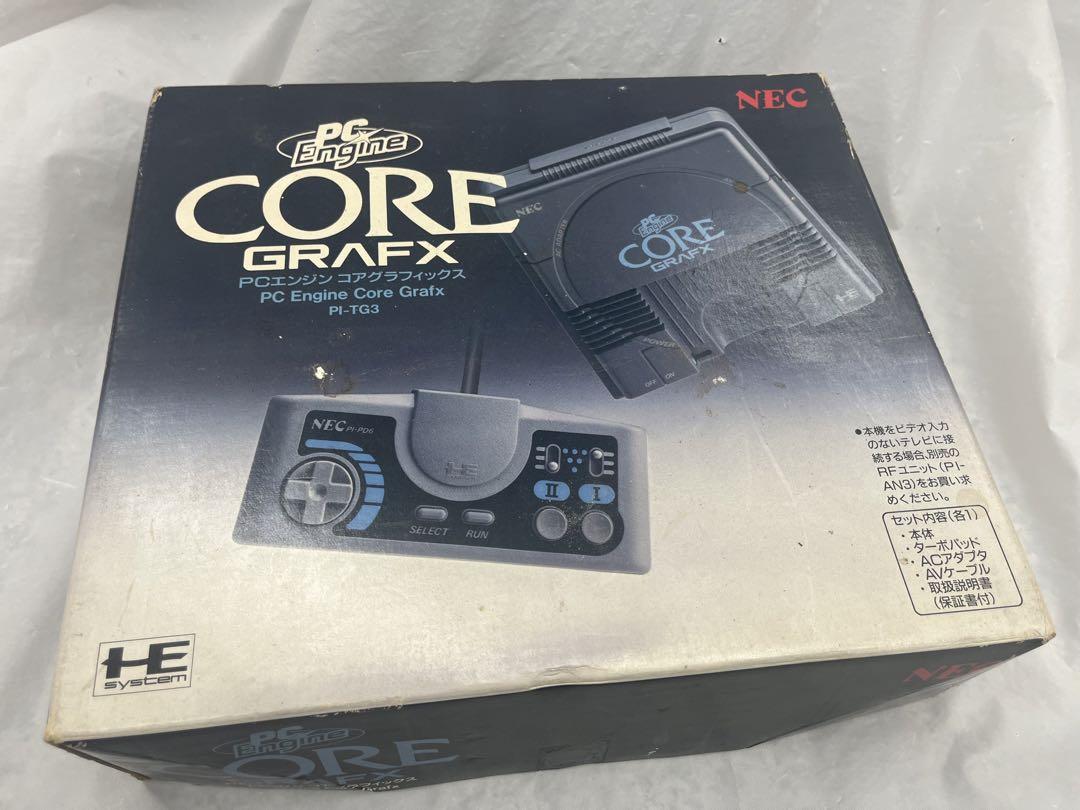 NEC
PC Engine
CORE
GRAFX
PCエンジン コアグラフィックス
PC Engine Core Grafx
PI-TG3
NEC
PC Engine
CORE
GRAFX
HE
POWER
OFF ON
NEC PI-PD6
HE
II I
SELECT RUN
●本機をビデオ入力
のないテレビに接
続する場合、別売の
RFユニット(PI-
AN3)をお買い求
めください。
セット内容(各1)
・本体
・ターボパッド
・ACアダプタ
・AVケーブル
・取扱説明書
(保証書付)
HE
system
NEC
PC
Engine
CORE
GRAFX